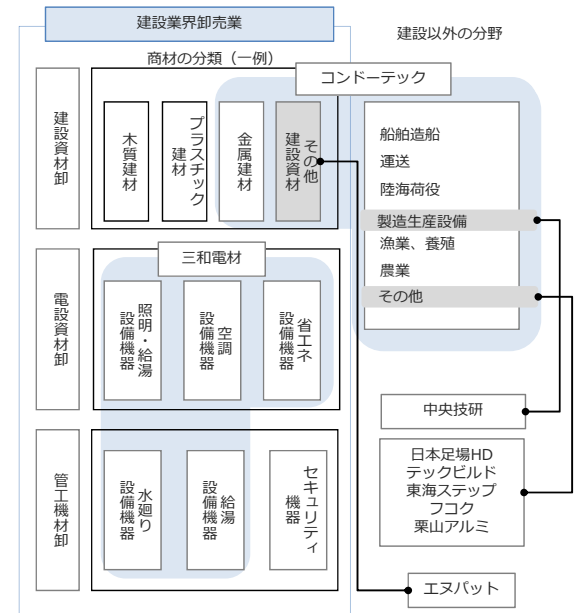 建設業界卸売業
建設以外の分野
商材の分類（一例）
コンドーテック
建設資材卸
木質建材
プラスチック
建材
金属建材
その他
建設資材
船舶造船
運送
陸海荷役
製造生産設備
漁業、養殖
農業
その他
電設資材卸
三和電材
照明・給湯
設備機器
空調
設備機器
省エネ
設備機器
中央技研
管工機材卸
水廻り
設備機器
給湯
設備機器
セキュリティ
機器
日本足場HD
テックビルド
東海ステップ
フコク
栗山アルミ
エヌパット